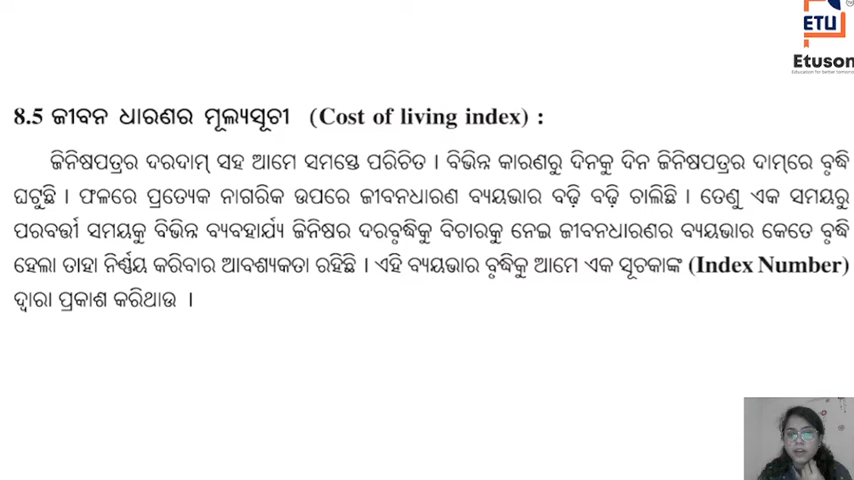 ETU
Etuson
Education for better tomorrow
8.5 ଜୀବନ ଧାରଣର ମୂଲ୍ୟସୂଚୀ (Cost of living index) :
ଜିନିଷପତ୍ରର ଦରଦାମ୍ ସହ ଆମେ ସମସ୍ତେ ପରିଚିତ । ବିଭିନ୍ନ କାରଣରୁ ଦିନକୁ ଦିନ ଜିନିଷପତ୍ରର ଦାମ୍‌ରେ ବୃଦ୍ଧି
ଘଟୁଛି । ଫଳରେ ପ୍ରତ୍ୟେକ ନାଗରିକ ଉପରେ ଜୀବନଧାରଣ ବ୍ୟୟଭାର ବଢ଼ି ବଢ଼ି ଚାଲିଛି । ତେଣୁ ଏକ ସମୟରୁ
ପରବର୍ତ୍ତୀ ସମୟକୁ ବିଭିନ୍ନ ବ୍ୟବହାର୍ଯ୍ୟ ଜିନିଷର ଦରବୃଦ୍ଧିକୁ ବିଚାରକୁ ନେଇ ଜୀବନଧାରଣର ବ୍ୟୟଭାର କେତେ ବୃଦ୍ଧି
ହେଲା ତାହା ନିର୍ଣ୍ଣୟ କରିବାର ଆବଶ୍ୟକତା ରହିଛି । ଏହି ବ୍ୟୟଭାର ବୃଦ୍ଧିକୁ ଆମେ ଏକ ସୂଚକାଙ୍କ (Index Number)
ଦ୍ୱାରା ପ୍ରକାଶ କରିଥାଉ ।